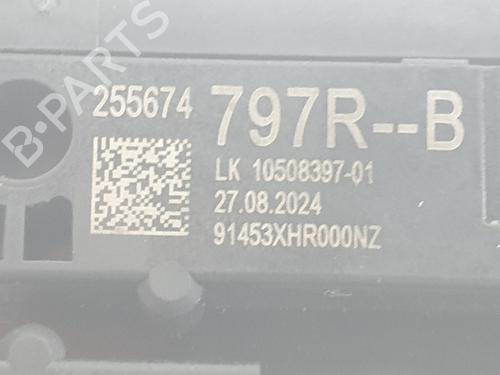 255674 797R--B
LK 10508397-01
27.08.2024
91453XHR000NZ
B-PARTS